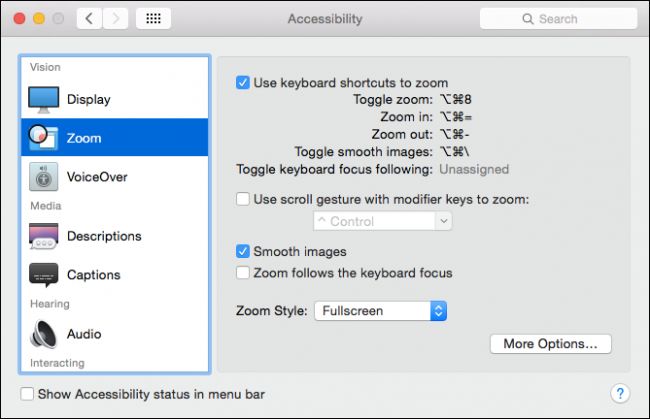 Accessibility
Search
Vision
Display
Zoom
VoiceOver
Media
Descriptions
Captions
Hearing
Audio
Interacting
Use keyboard shortcuts to zoom
Toggle zoom: ⌥⌘8
Zoom in: ⌥⌘=
Zoom out: ⌥⌘-
Toggle smooth images: ⌥⌘\
Toggle keyboard focus following: Unassigned
Use scroll gesture with modifier keys to zoom:
^ Control
Smooth images
Zoom follows the keyboard focus
Zoom Style: Fullscreen
More Options...
Show Accessibility status in menu bar
?